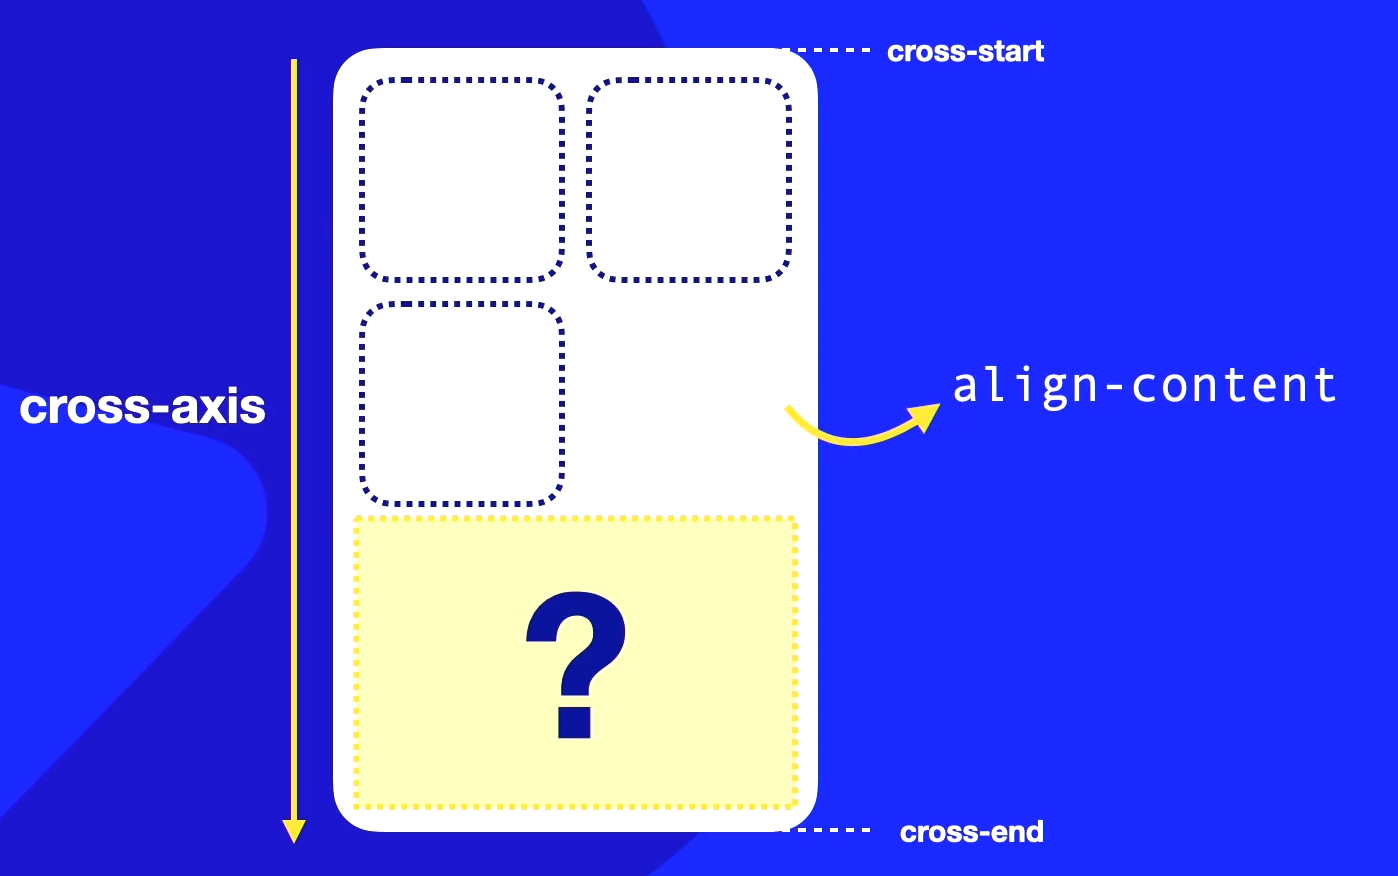 cross-start
cross-axis
align-content
?
cross-end